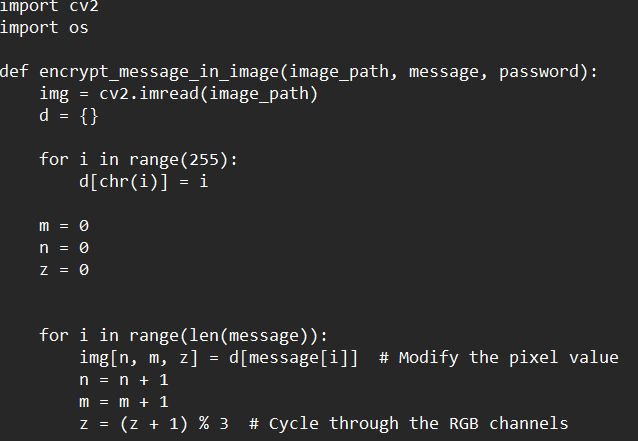 import cv2
import os
def encrypt_message_in_image(image_path, message, password):
    img = cv2.imread(image_path)
    d = {}
    for i in range(255):
        d[chr(i)] = i
    m = 0
    n = 0
    z = 0
    for i in range(len(message)):
        img[n, m, z] = d[message[i]]  # Modify the pixel value
        n = n + 1
        m = m + 1
        z = (z + 1) % 3  # Cycle through the RGB channels